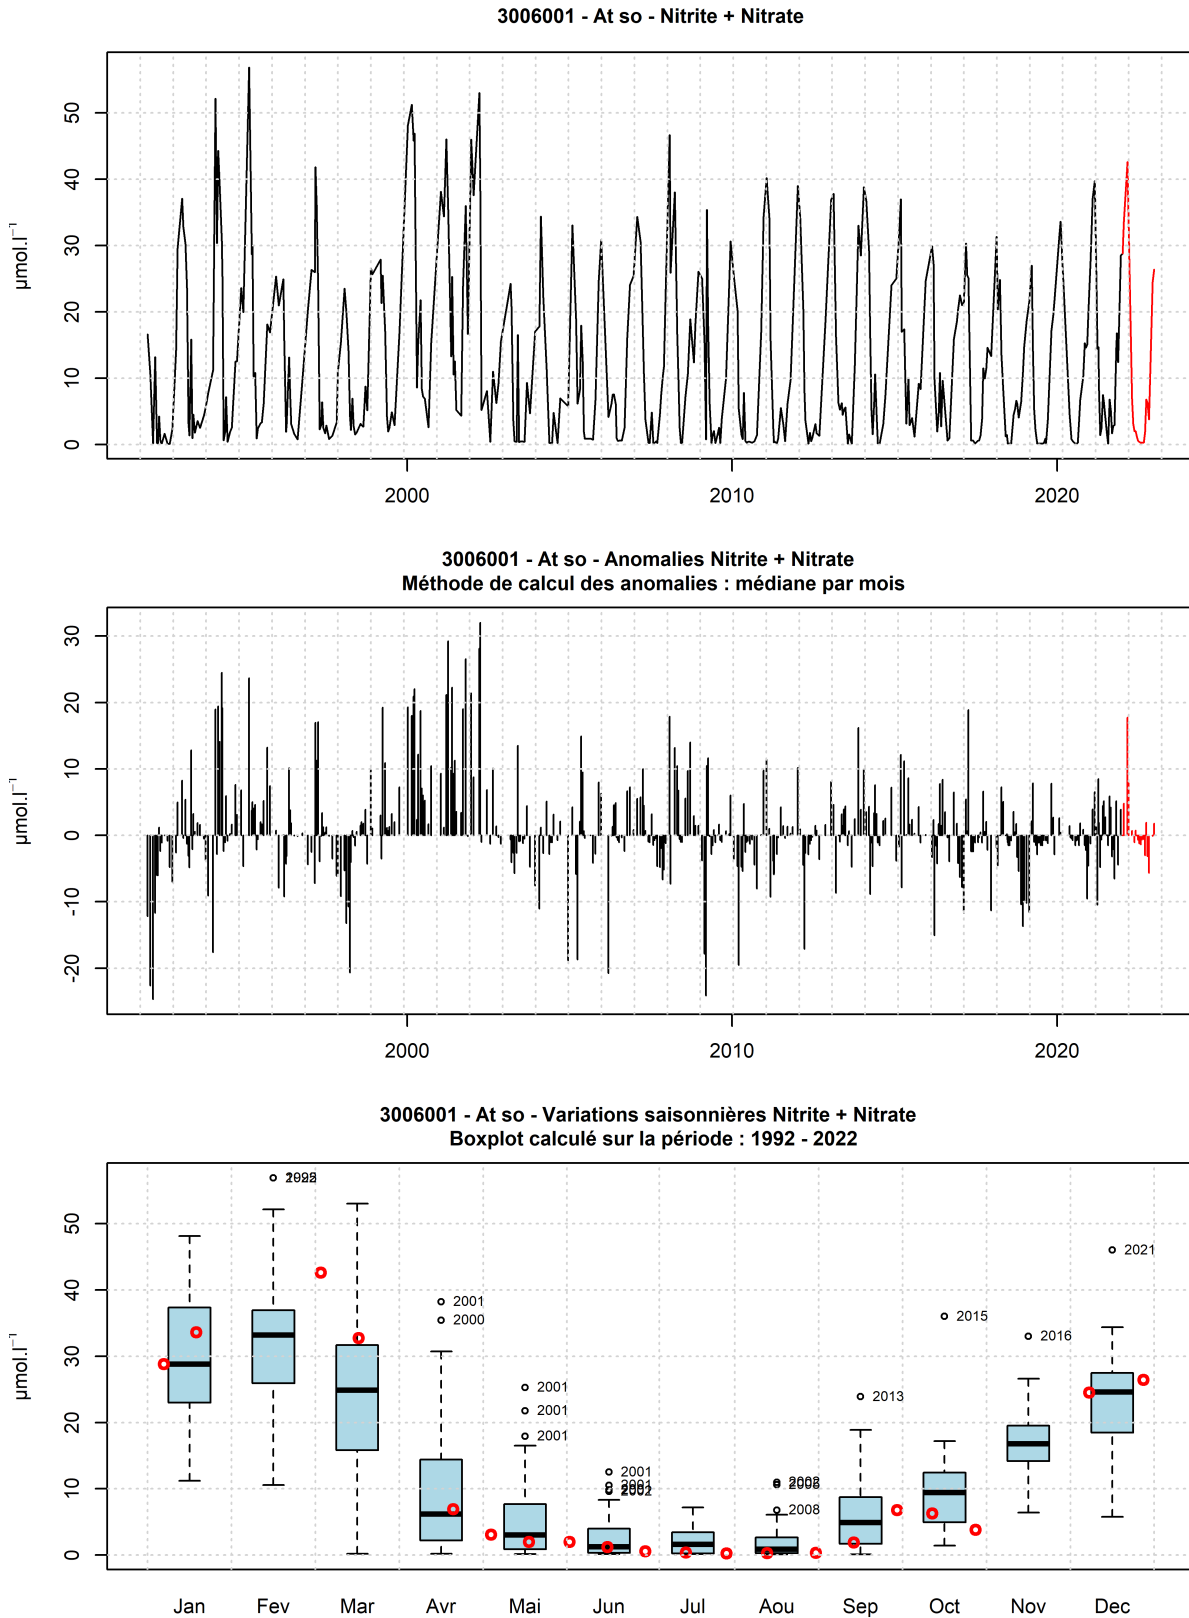 3006001 - At so - Nitrite + Nitrate
50
40
30
20
10
0
µmol.l⁻¹
2000 2010 2020
3006001 - At so - Anomalies Nitrite + Nitrate
Méthode de calcul des anomalies : médiane par mois
30
20
10
0
-10
-20
µmol.l⁻¹
2000 2010 2020
3006001 - At so - Variations saisonnières Nitrite + Nitrate
Boxplot calculé sur la période : 1992 - 2022
50
40
30
20
10
0
µmol.l⁻¹
2021
2001
2000
2015
2016
2001
2001
2001
2013
2001
2008
Jan Fev Mar Avr Mai Jun Jul Aou Sep Oct Nov Dec